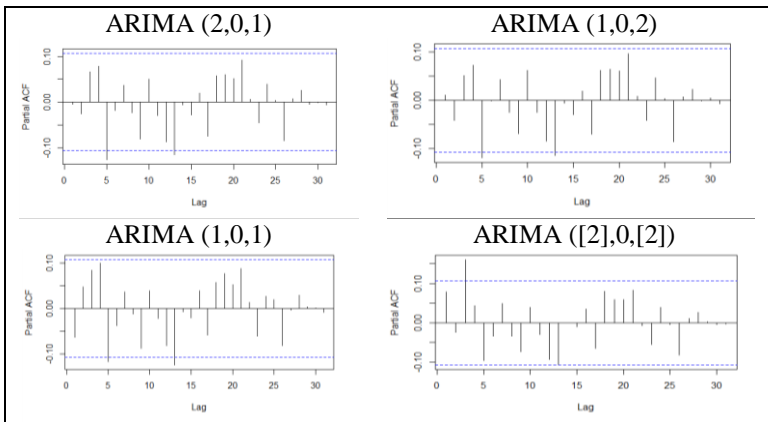 ARIMA (2,0,1)
ARIMA (1,0,2)
Partial ACF
0.10
0.00
-0.10
0 5 10 15 20 25 30
Lag
Partial ACF
0.10
0.00
-0.10
0 5 10 15 20 25 30
Lag
ARIMA (1,0,1)
ARIMA ([2],0,[2])
Partial ACF
0.10
0.00
-0.10
0 5 10 15 20 25 30
Lag
Partial ACF
0.10
0.00
-0.10
0 5 10 15 20 25 30
Lag